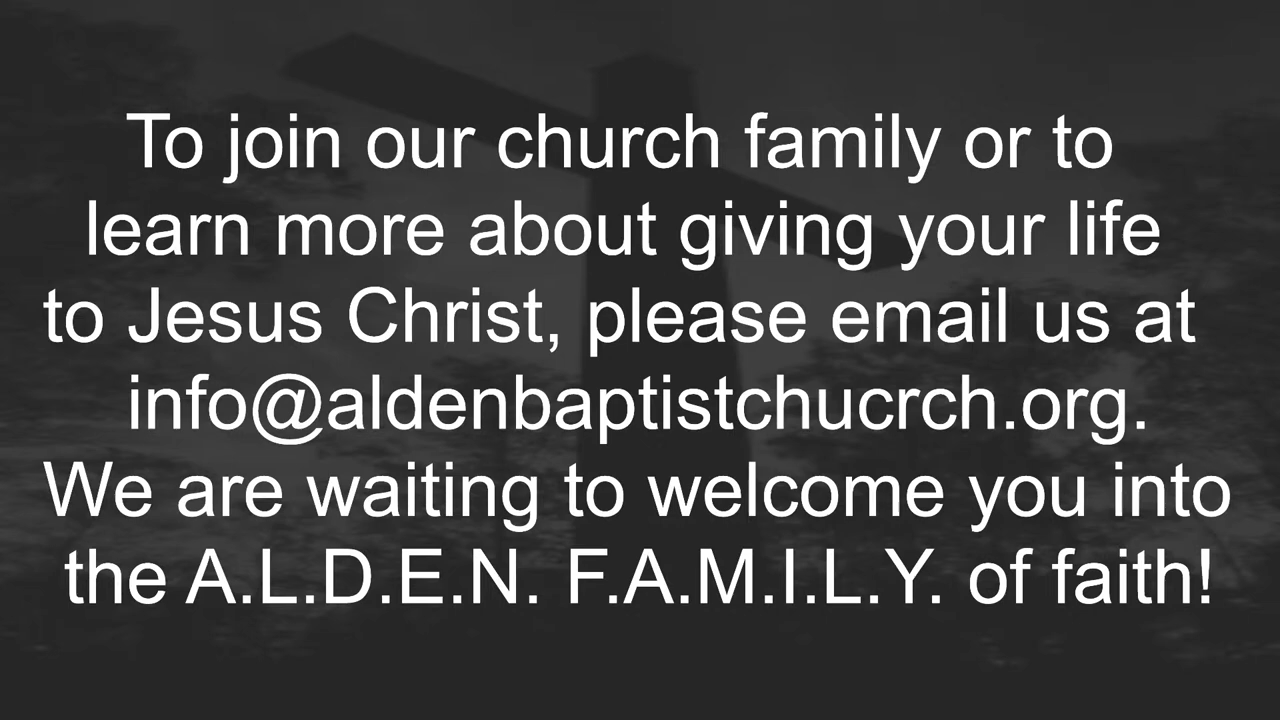 To join our church family or to
learn more about giving your life
to Jesus Christ, please email us at
info@aldenbaptistchucrch.org.
We are waiting to welcome you into
the A.L.D.E.N. F.A.M.I.L.Y. of faith!